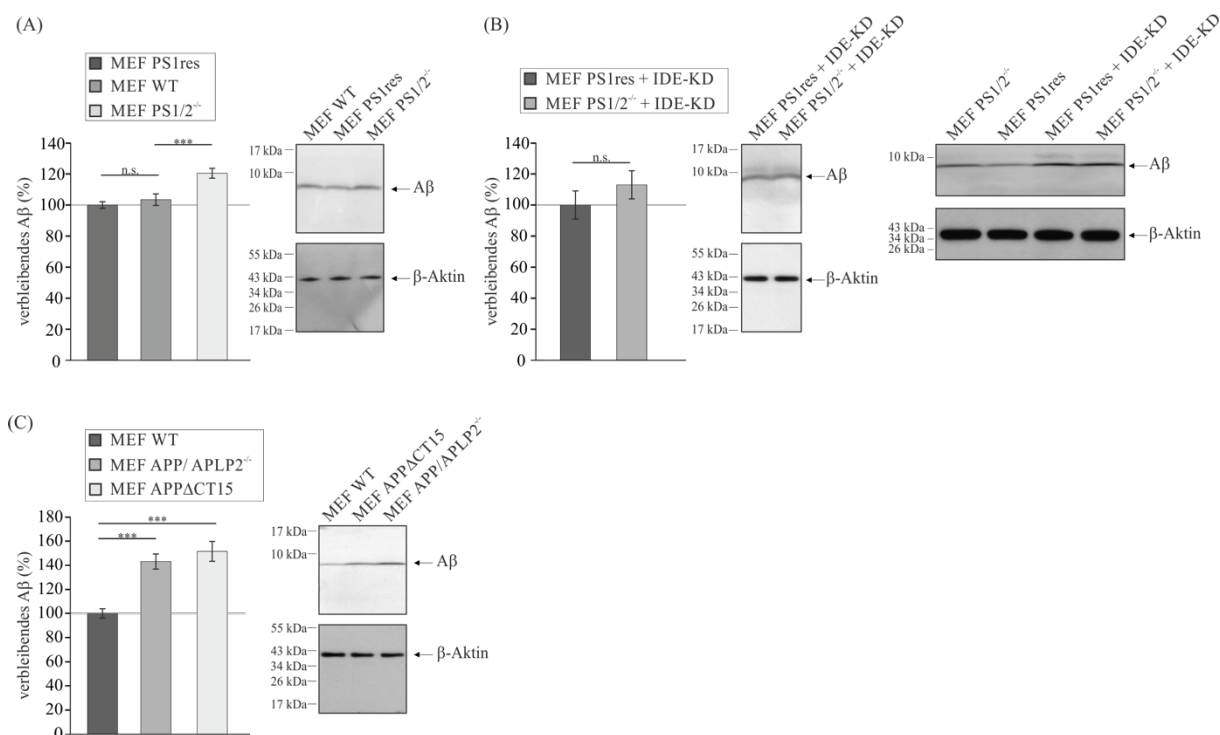 (A)
MEF PS1res
MEF WT
MEF PS1/2-/-
verbleibendes Aβ (%)
140
120
100
80
60
40
20
0
n.s.
***
MEF WT
MEF PS1res
MEF PS1/2-/-
17 kDa
10 kDa
Aβ
55 kDa
43 kDa
34 kDa
26 kDa
17 kDa
β-Aktin
(B)
MEF PS1res + IDE-KD
MEF PS1/2-/- + IDE-KD
verbleibendes Aβ (%)
140
120
100
80
60
40
20
0
n.s.
MEF PS1res + IDE-KD
MEF PS1/2-/- + IDE-KD
17 kDa
10 kDa
Aβ
55 kDa
43 kDa
34 kDa
26 kDa
17 kDa
β-Aktin
MEF PS1/2-/-
MEF PS1res
MEF PS1res + IDE-KD
MEF PS1/2-/- + IDE-KD
10 kDa
Aβ
43 kDa
34 kDa
26 kDa
β-Aktin
(C)
MEF WT
MEF APP/ APLP2-/-
MEF APPΔCT15
verbleibendes Aβ (%)
180
160
140
120
100
80
60
40
20
0
***
***
MEF WT
MEF APPΔCT15
MEF APP/APLP2-/-
17 kDa
10 kDa
Aβ
55 kDa
43 kDa
34 kDa
26 kDa
17 kDa
β-Aktin